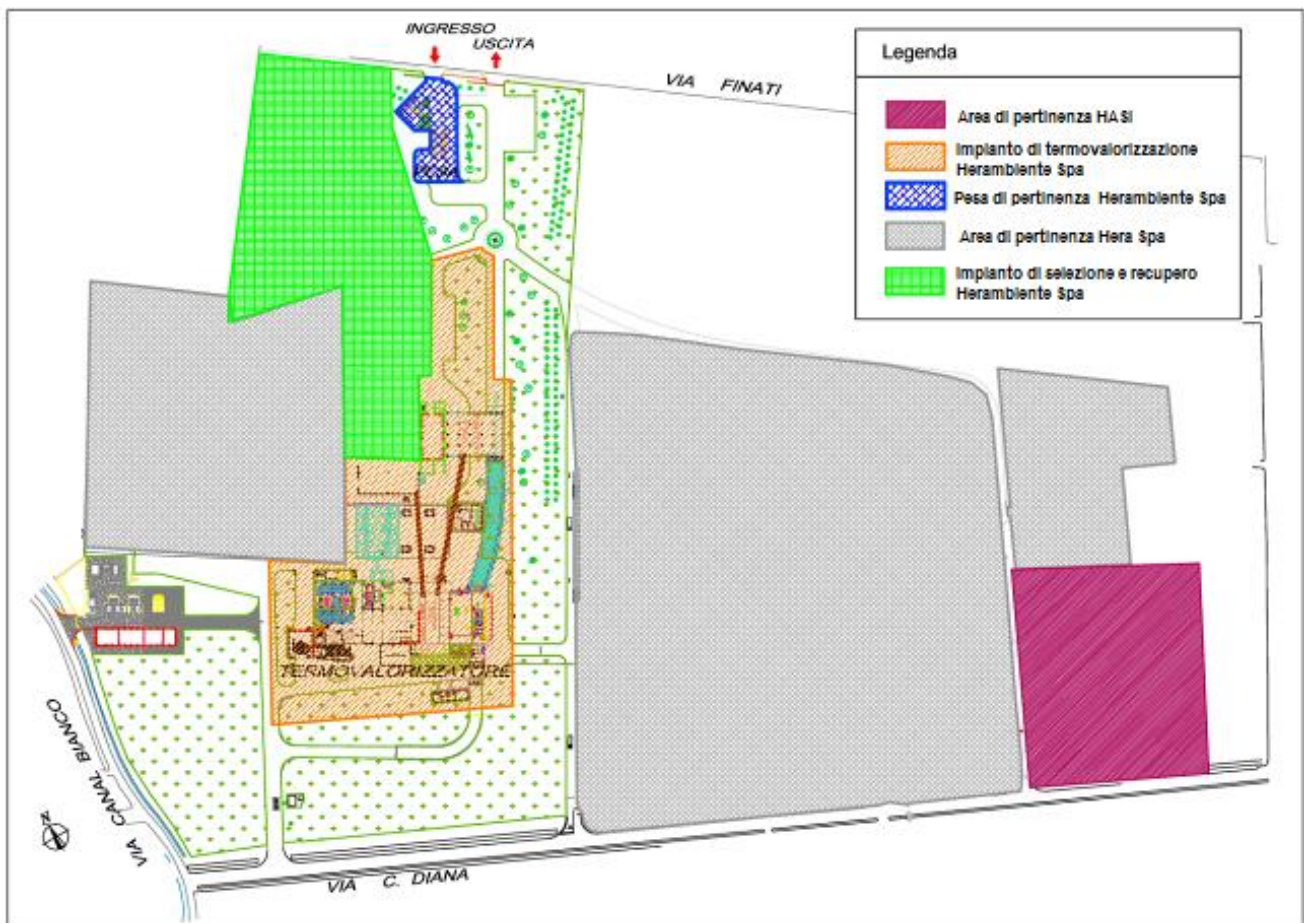 INGRESSO
USCITA
VIA FINATI
Legenda
Area di pertinenza HASI
Impianto di termovalorizzazione
Herambiente Spa
Pesa di pertinenza Herambiente Spa
Area di pertinenza Hera Spa
Impianto di selezione e recupero
Herambiente Spa
TERMOVALORIZZATORE
VIA CANAL BIANCO
N
VIA C. DIANA